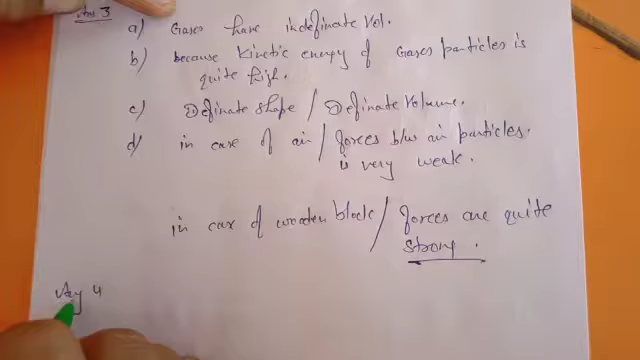 Ans 3
a) Gases have indefinate vol.
b) because kinetic energy of Gases particles is
quite high.
c) Definate shape / Definate volume.
d) in case of air / forces b/w air particles.
is very weak.
in case of wooden block / forces are quite
strong.
4